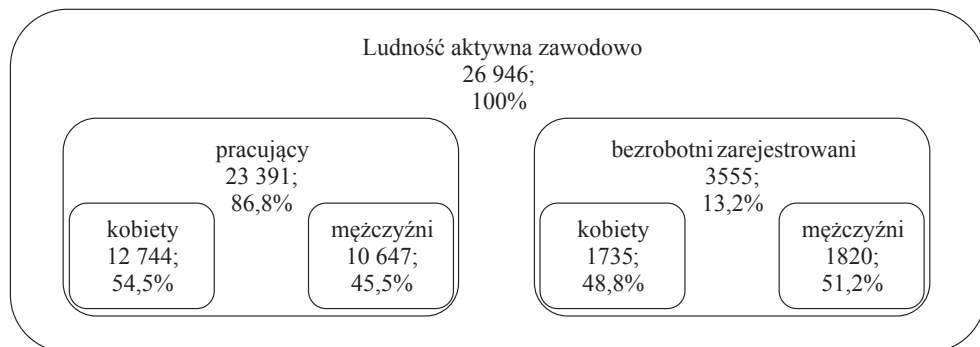 Ludność aktywna zawodowo
26 946;
100%
pracujący
23 391;
86,8%
kobiety
12 744;
54,5%
mężczyźni
10 647;
45,5%
bezrobotni zarejestrowani
3555;
13,2%
kobiety
1735;
48,8%
mężczyźni
1820;
51,2%